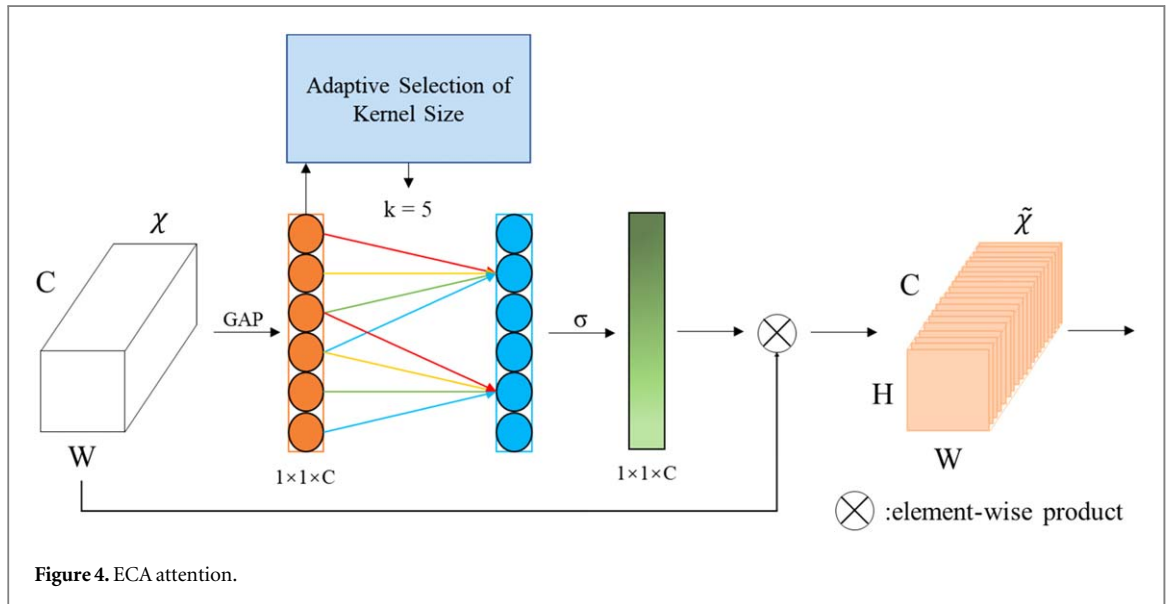 Adaptive Selection of
Kernel Size
k = 5
χ
C
W
GAP
1×1×C
σ
1×1×C
χ̃
C
H
W
:element-wise product
Figure 4. ECA attention.